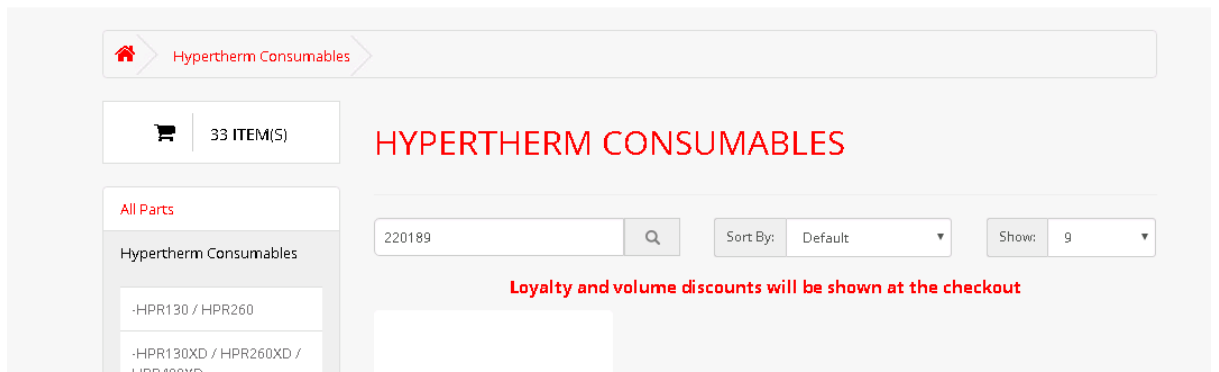 Hypertherm Consumables
33 ITEM(S)
HYPERTHERM CONSUMABLES
All Parts
Hypertherm Consumables
-HPR130 / HPR260
-HPR130XD / HPR260XD /
220189
Sort By: Default
Show: 9
Loyalty and volume discounts will be shown at the checkout